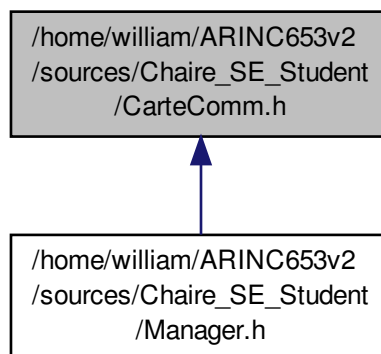 /home/william/ARINC653v2
/sources/Chaire_SE_Student
/CarteComm.h
/home/william/ARINC653v2
/sources/Chaire_SE_Student
/Manager.h